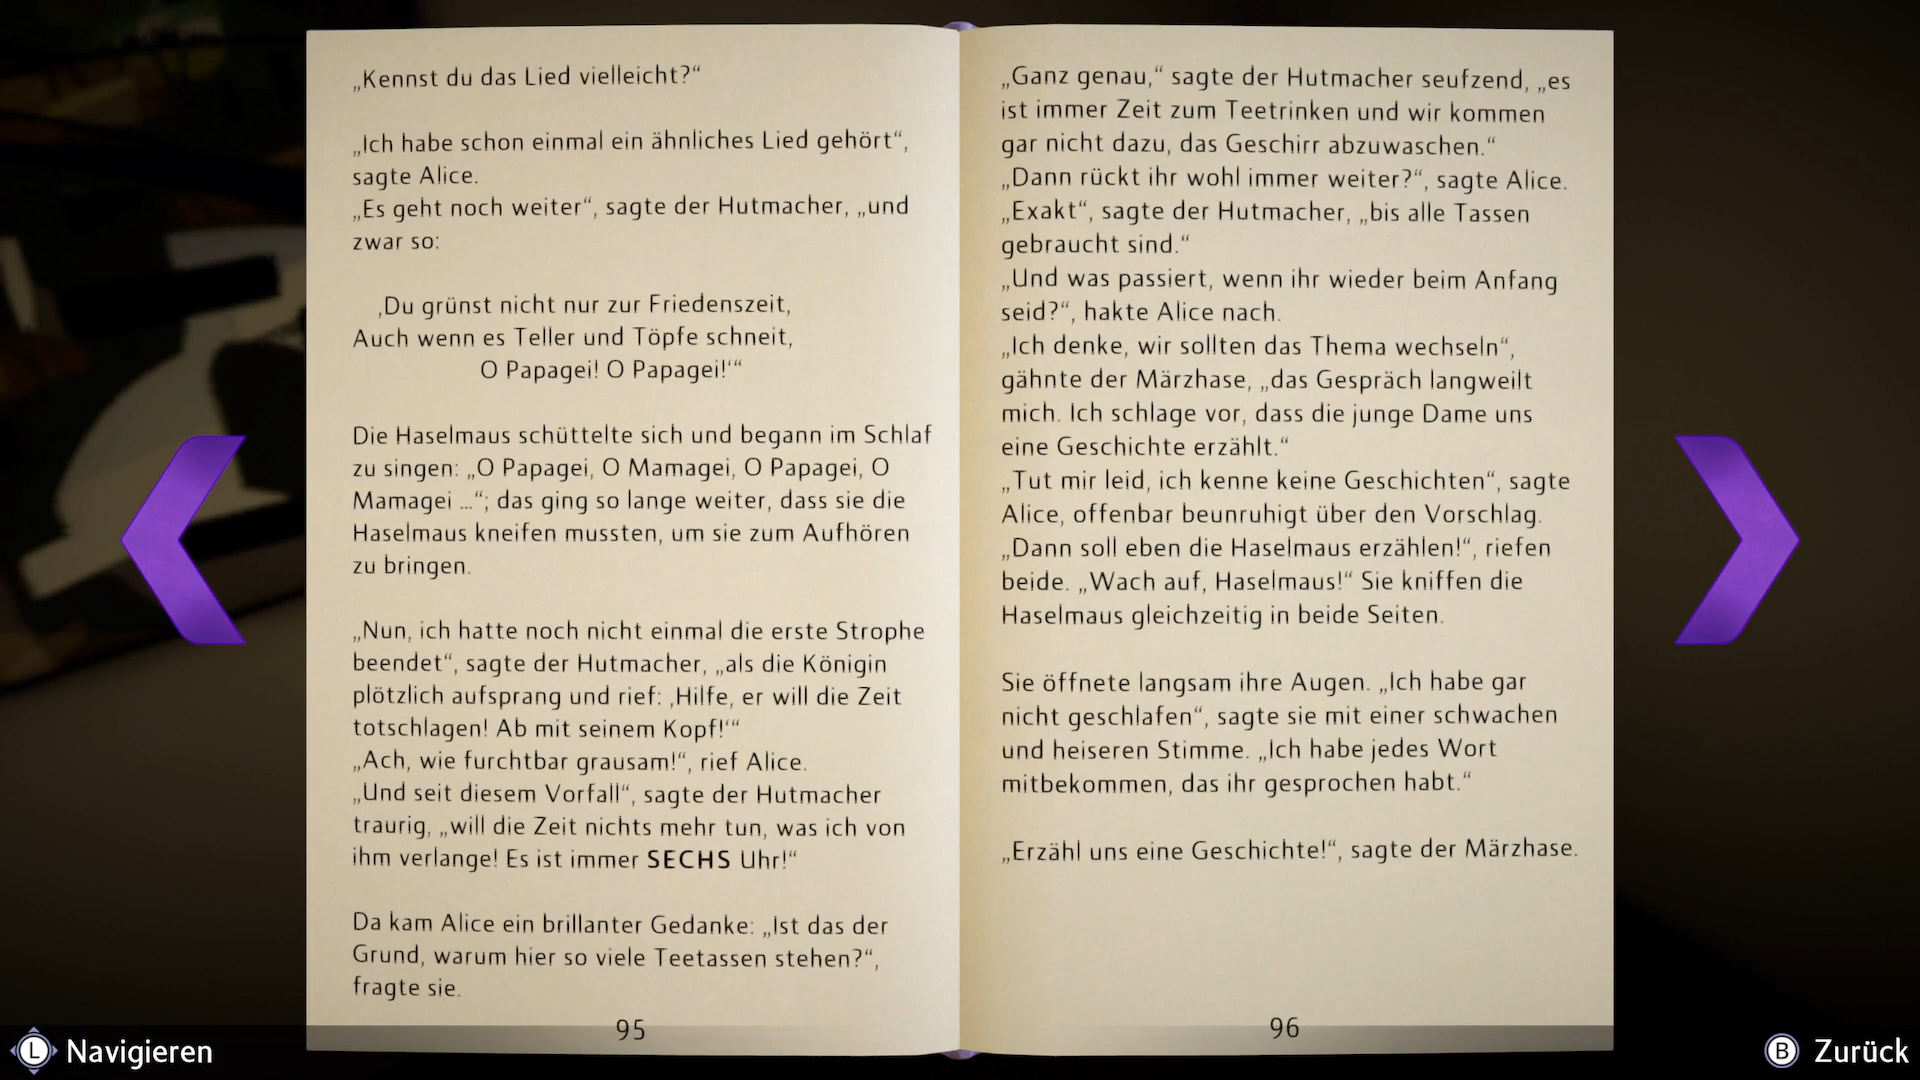 „Kennst du das Lied vielleicht?“
„Ich habe schon einmal ein ähnliches Lied gehört“,
sagte Alice.
„Es geht noch weiter“, sagte der Hutmacher, „und
zwar so:
‚Du grünst nicht nur zur Friedenszeit,
Auch wenn es Teller und Töpfe schneit,
O Papagei! O Papagei!‘“
Die Haselmaus schüttelte sich und begann im Schlaf
zu singen: „O Papagei, O Mamagei, O Papagei, O
Mamagei ...“; das ging so lange weiter, dass sie die
Haselmaus kneifen mussten, um sie zum Aufhören
zu bringen.
„Nun, ich hatte noch nicht einmal die erste Strophe
beendet“, sagte der Hutmacher, „als die Königin
plötzlich aufsprang und rief: ‚Hilfe, er will die Zeit
totschlagen! Ab mit seinem Kopf!‘“
„Ach, wie furchtbar grausam!“, rief Alice.
„Und seit diesem Vorfall“, sagte der Hutmacher
traurig, „will die Zeit nichts mehr tun, was ich von
ihm verlange! Es ist immer SECHS Uhr!“
Da kam Alice ein brillanter Gedanke: „Ist das der
Grund, warum hier so viele Teetassen stehen?“,
fragte sie.
95
„Ganz genau,“ sagte der Hutmacher seufzend, „es
ist immer Zeit zum Teetrinken und wir kommen
gar nicht dazu, das Geschirr abzuwaschen.“
„Dann rückt ihr wohl immer weiter?“, sagte Alice.
„Exakt“, sagte der Hutmacher, „bis alle Tassen
gebraucht sind.“
„Und was passiert, wenn ihr wieder beim Anfang
seid?“, hakte Alice nach.
„Ich denke, wir sollten das Thema wechseln“,
gähnte der Märzhase, „das Gespräch langweilt
mich. Ich schlage vor, dass die junge Dame uns
eine Geschichte erzählt.“
„Tut mir leid, ich kenne keine Geschichten“, sagte
Alice, offenbar beunruhigt über den Vorschlag.
„Dann soll eben die Haselmaus erzählen!“, riefen
beide. „Wach auf, Haselmaus!“ Sie kniffen die
Haselmaus gleichzeitig in beide Seiten.
Sie öffnete langsam ihre Augen. „Ich habe gar
nicht geschlafen“, sagte sie mit einer schwachen
und heiseren Stimme. „Ich habe jedes Wort
mitbekommen, das ihr gesprochen habt.“
„Erzähl uns eine Geschichte!“, sagte der Märzhase.
96
L Navigieren
B Zurück